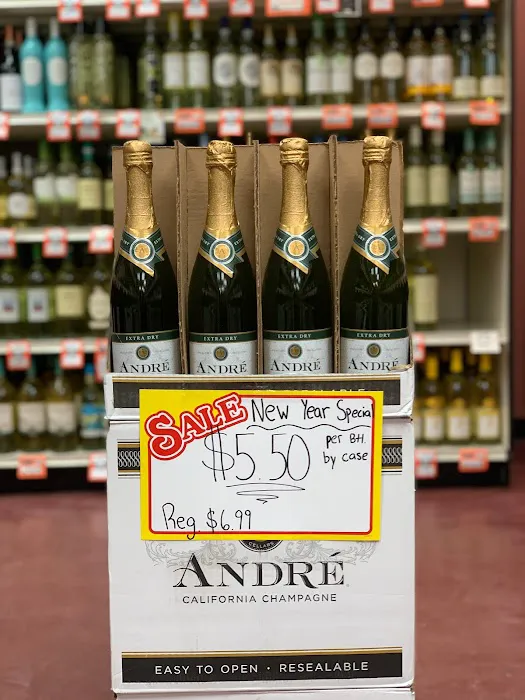 EXTRA DRY
ANDRÉ
EXTRA DRY
ANDRÉ
EXTRA DRY
ANDRÉ
EXTRA DRY
ANDRÉ
SALE New Year Special
$5.50 per Btl.
by case
Reg. $6.99
CELLARS
ANDRÉ
CALIFORNIA CHAMPAGNE
EASY TO OPEN · RESEALABLE